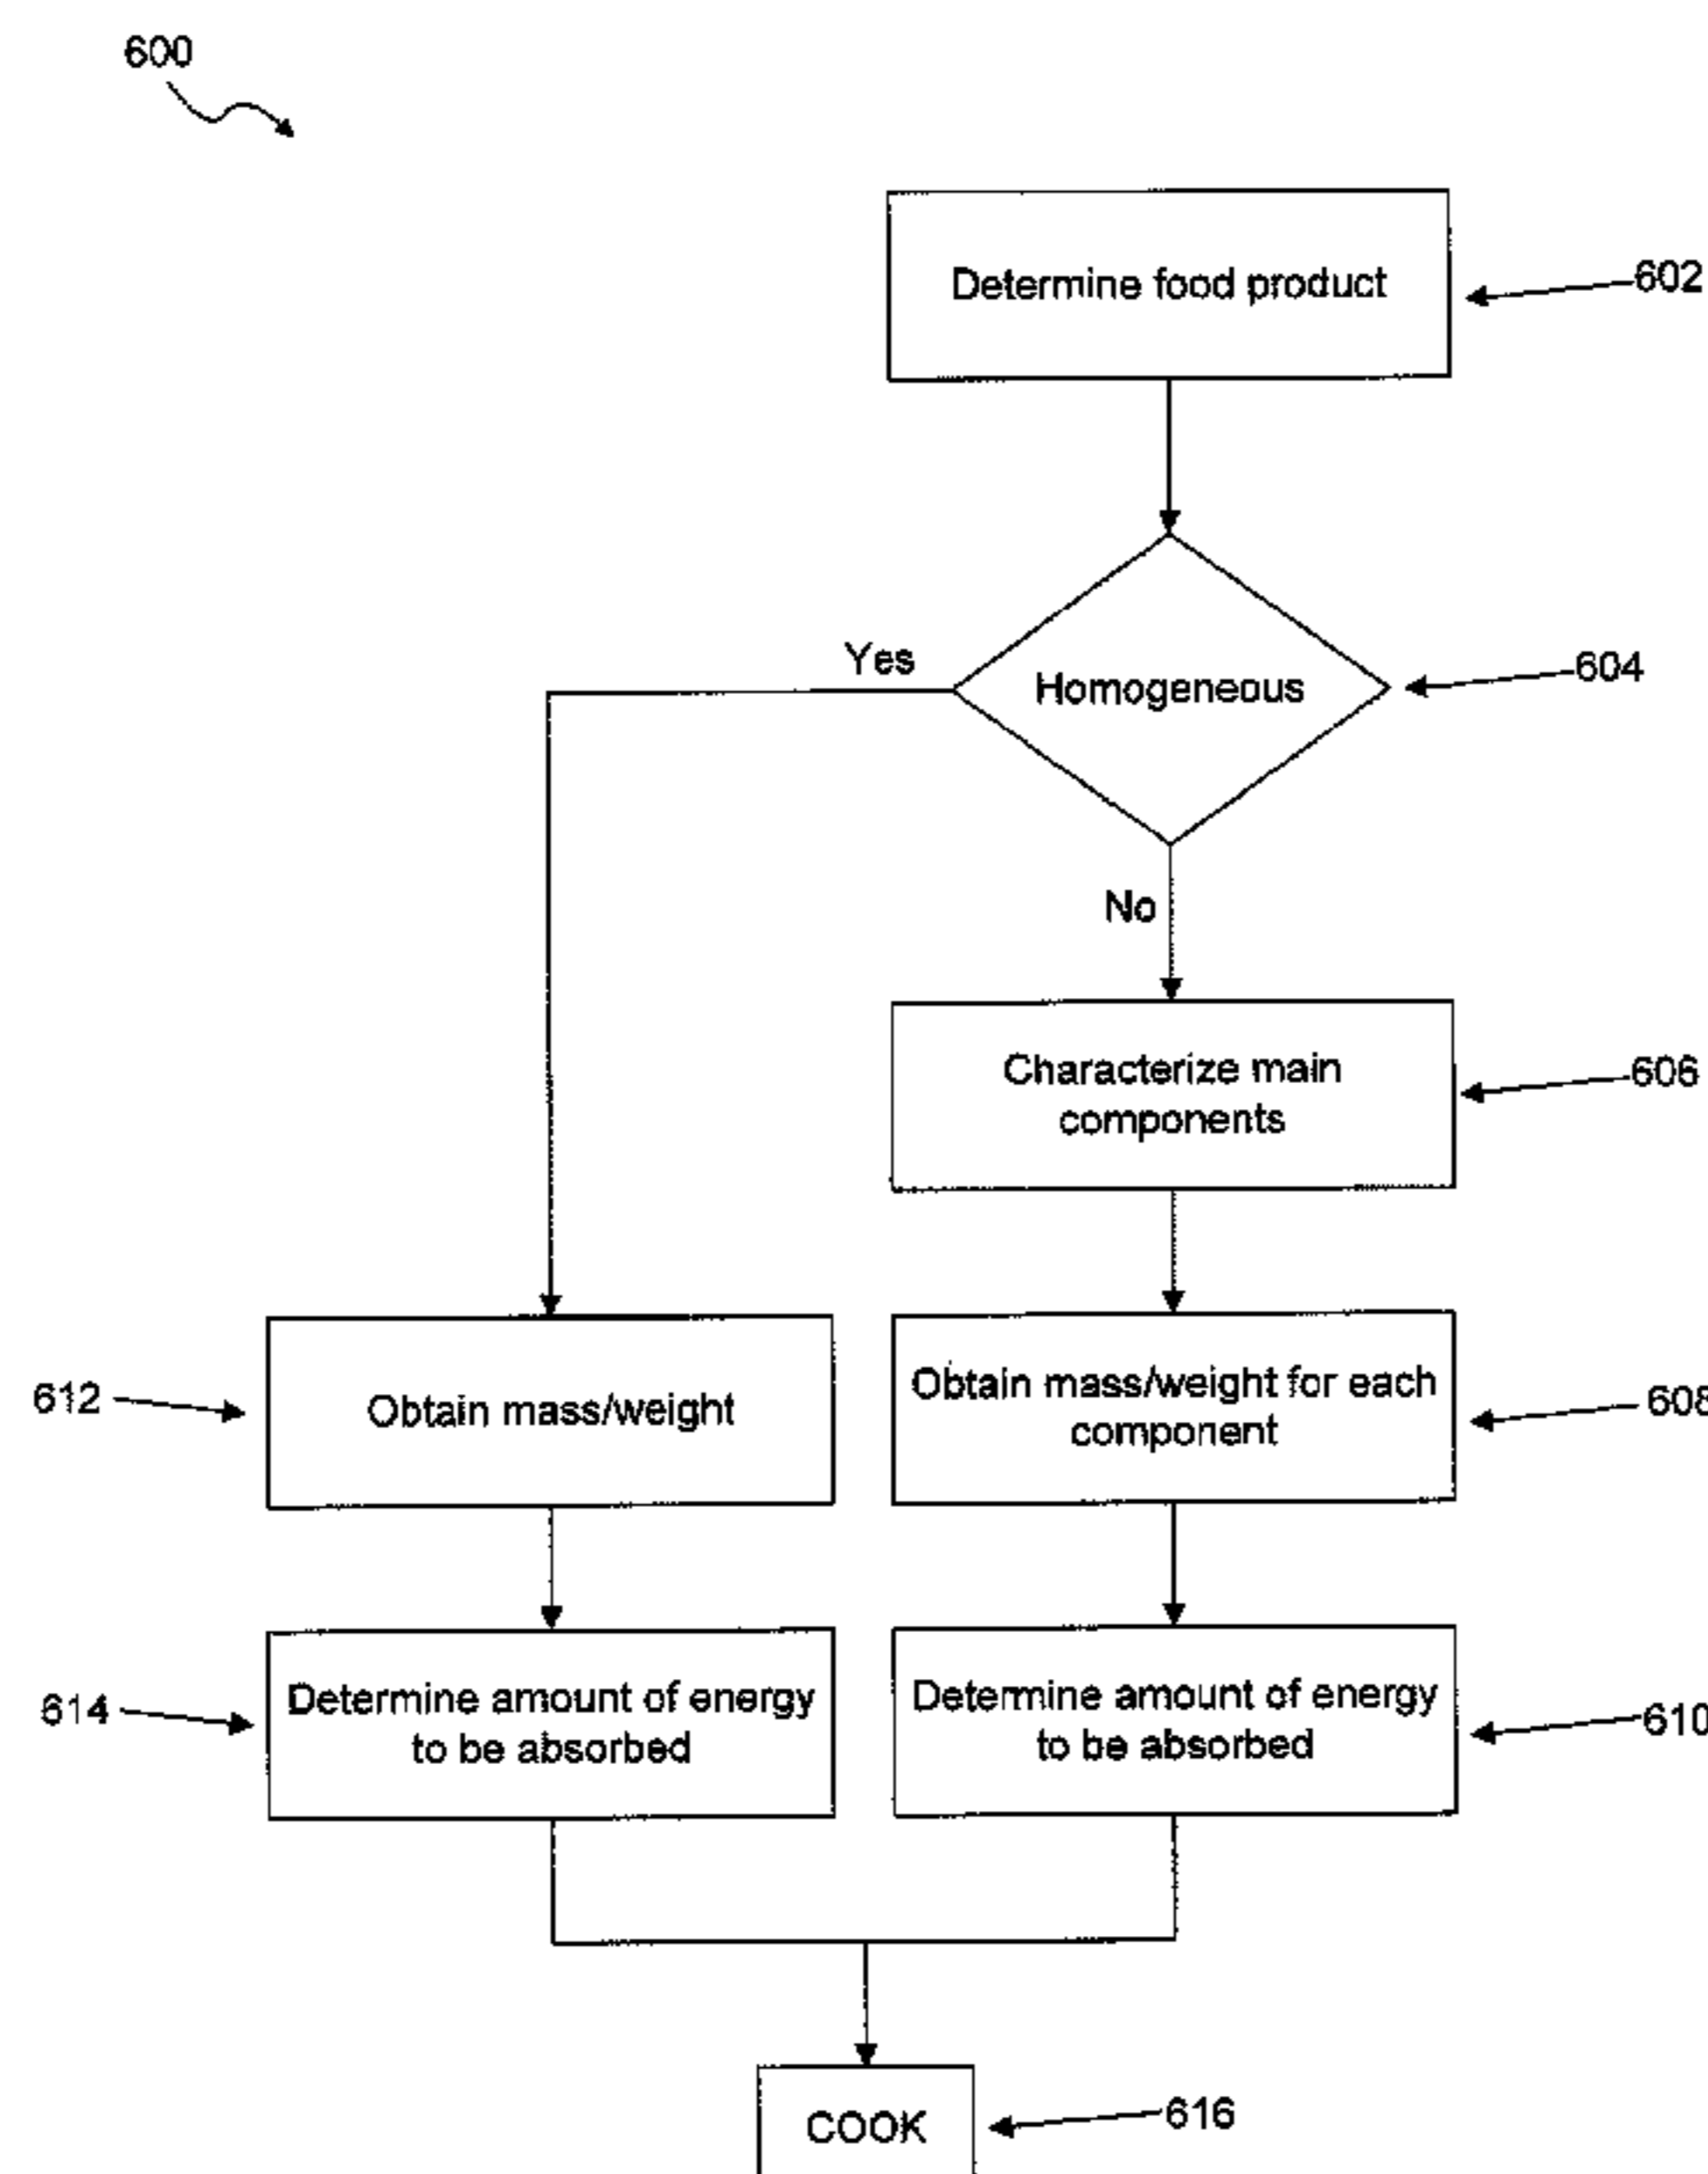 600
Determine food product
602
Homogeneous
604
Yes
No
Characterize main
components
606
Obtain mass/weight
612
Obtain mass/weight for each
component
608
Determine amount of energy
to be absorbed
614
Determine amount of energy
to be absorbed
610
COOK
616